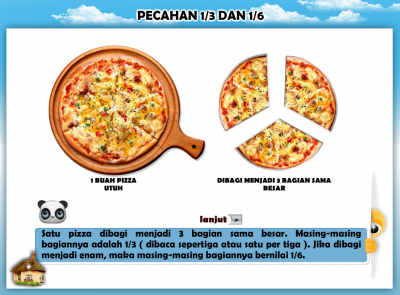 PECAHAN 1/3 DAN 1/6
1 BUAH PIZZA
UTUH
DIBAGI MENJADI 3 BAGIAN SAMA
BESAR
lanjut
Satu pizza dibagi menjadi 3 bagian sama besar. Masing-masing
bagiannya adalah 1/3 ( dibaca sepertiga atau satu per tiga ). Jika dibagi
menjadi enam, maka masing-masing bagiannya bernilai 1/6.